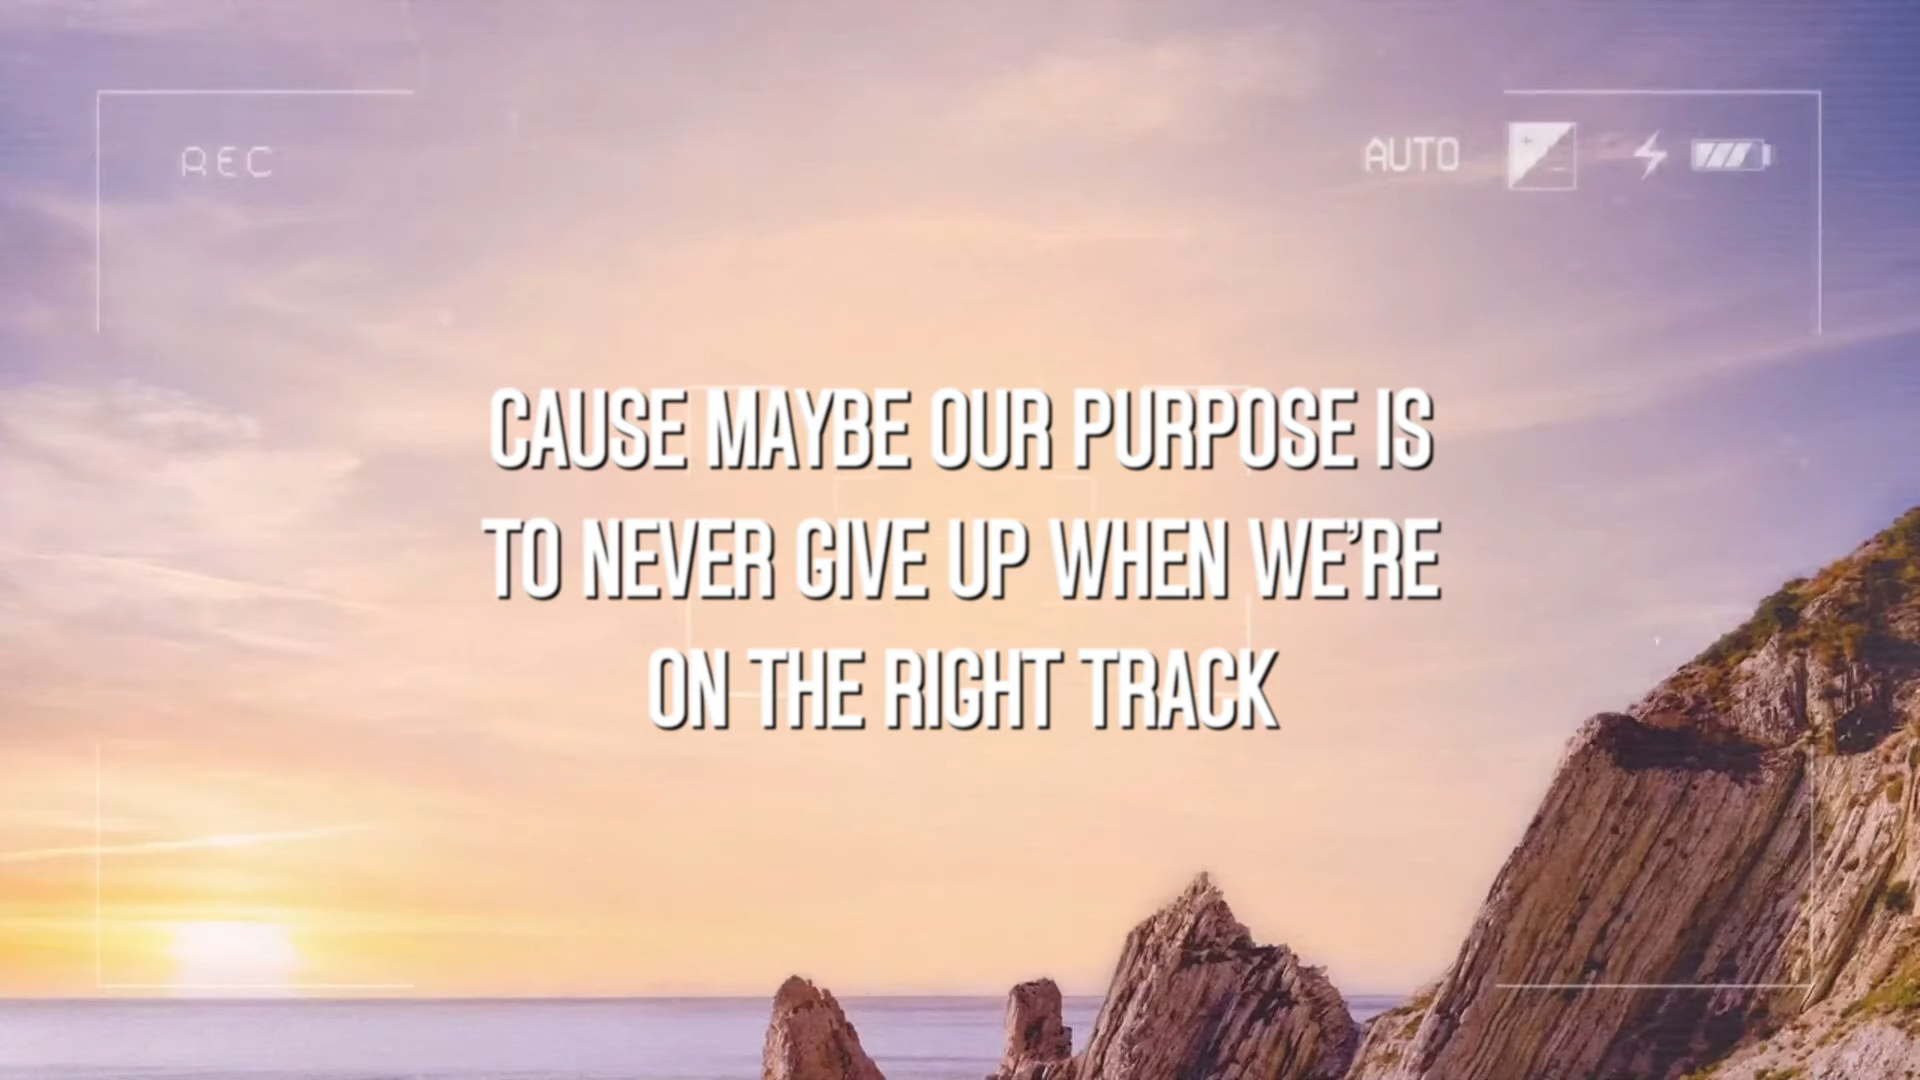 REC
AUTO
CAUSE MAYBE OUR PURPOSE IS
TO NEVER GIVE UP WHEN WE'RE
ON THE RIGHT TRACK